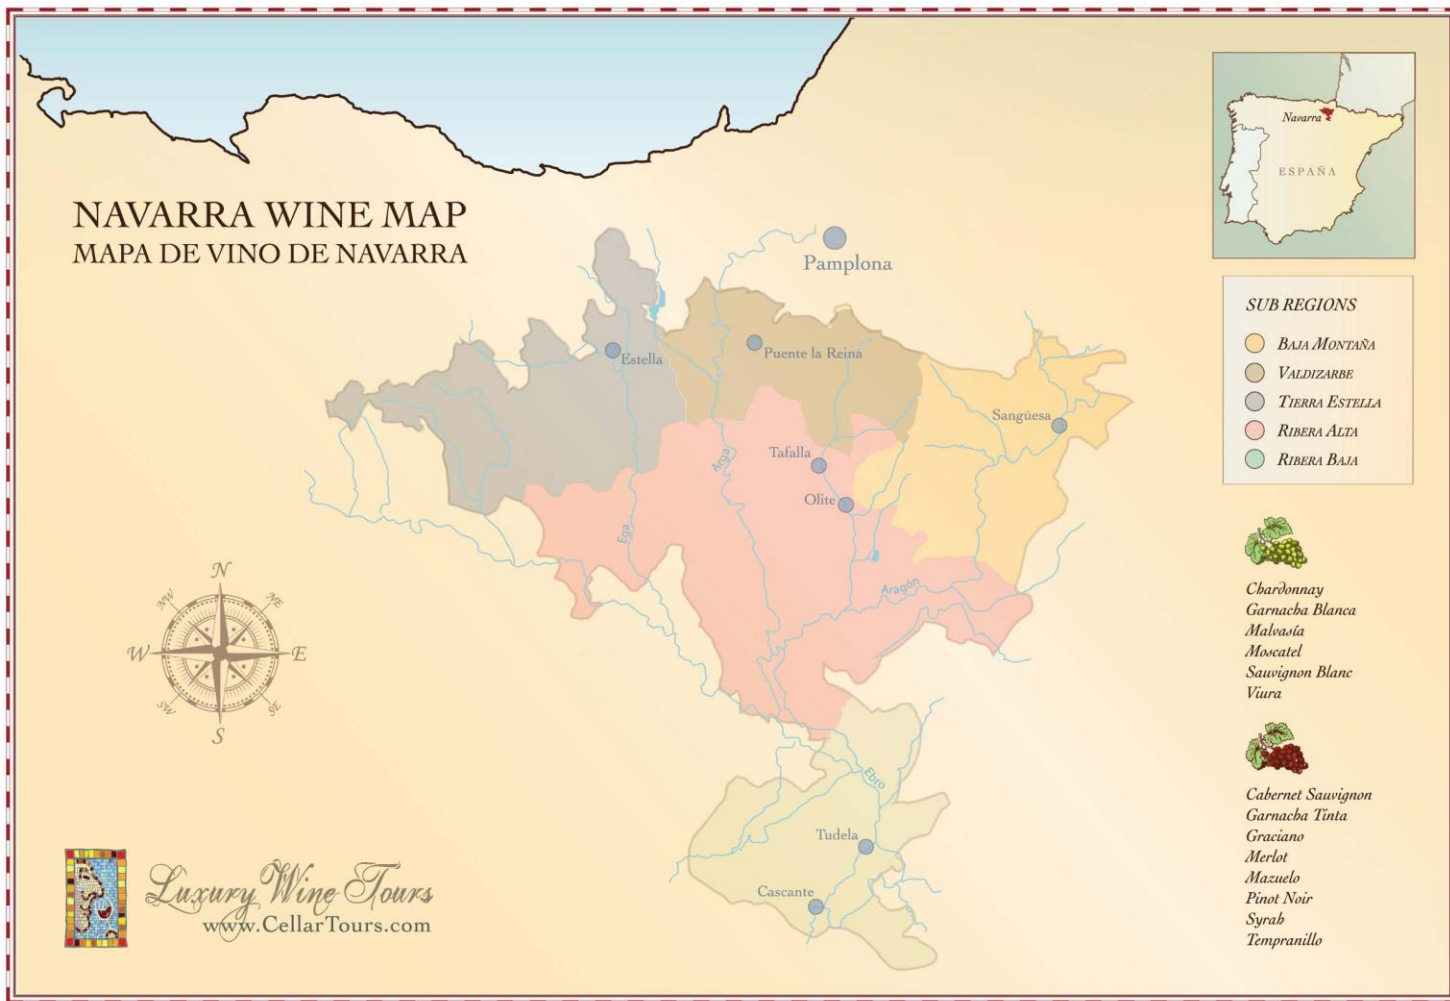 NAVARRA WINE MAP
MAPA DE VINO DE NAVARRA
Navarra
ESPAÑA
SUB REGIONS
BAJA MONTAÑA
VALDIZARBE
TIERRA ESTELLA
RIBERA ALTA
RIBERA BAJA
Pamplona
Estella
Puente la Reina
Sangüesa
Tafalla
Olite
Arga
Ega
Aragón
Ebro
Tudela
Cascante
N
NW
NE
W
E
SW
SE
S
Chardonnay
Garnacha Blanca
Malvasía
Moscatel
Sauvignon Blanc
Viura
Cabernet Sauvignon
Garnacha Tinta
Graciano
Merlot
Mazuelo
Pinot Noir
Syrah
Tempranillo
Luxury Wine Tours
www.CellarTours.com